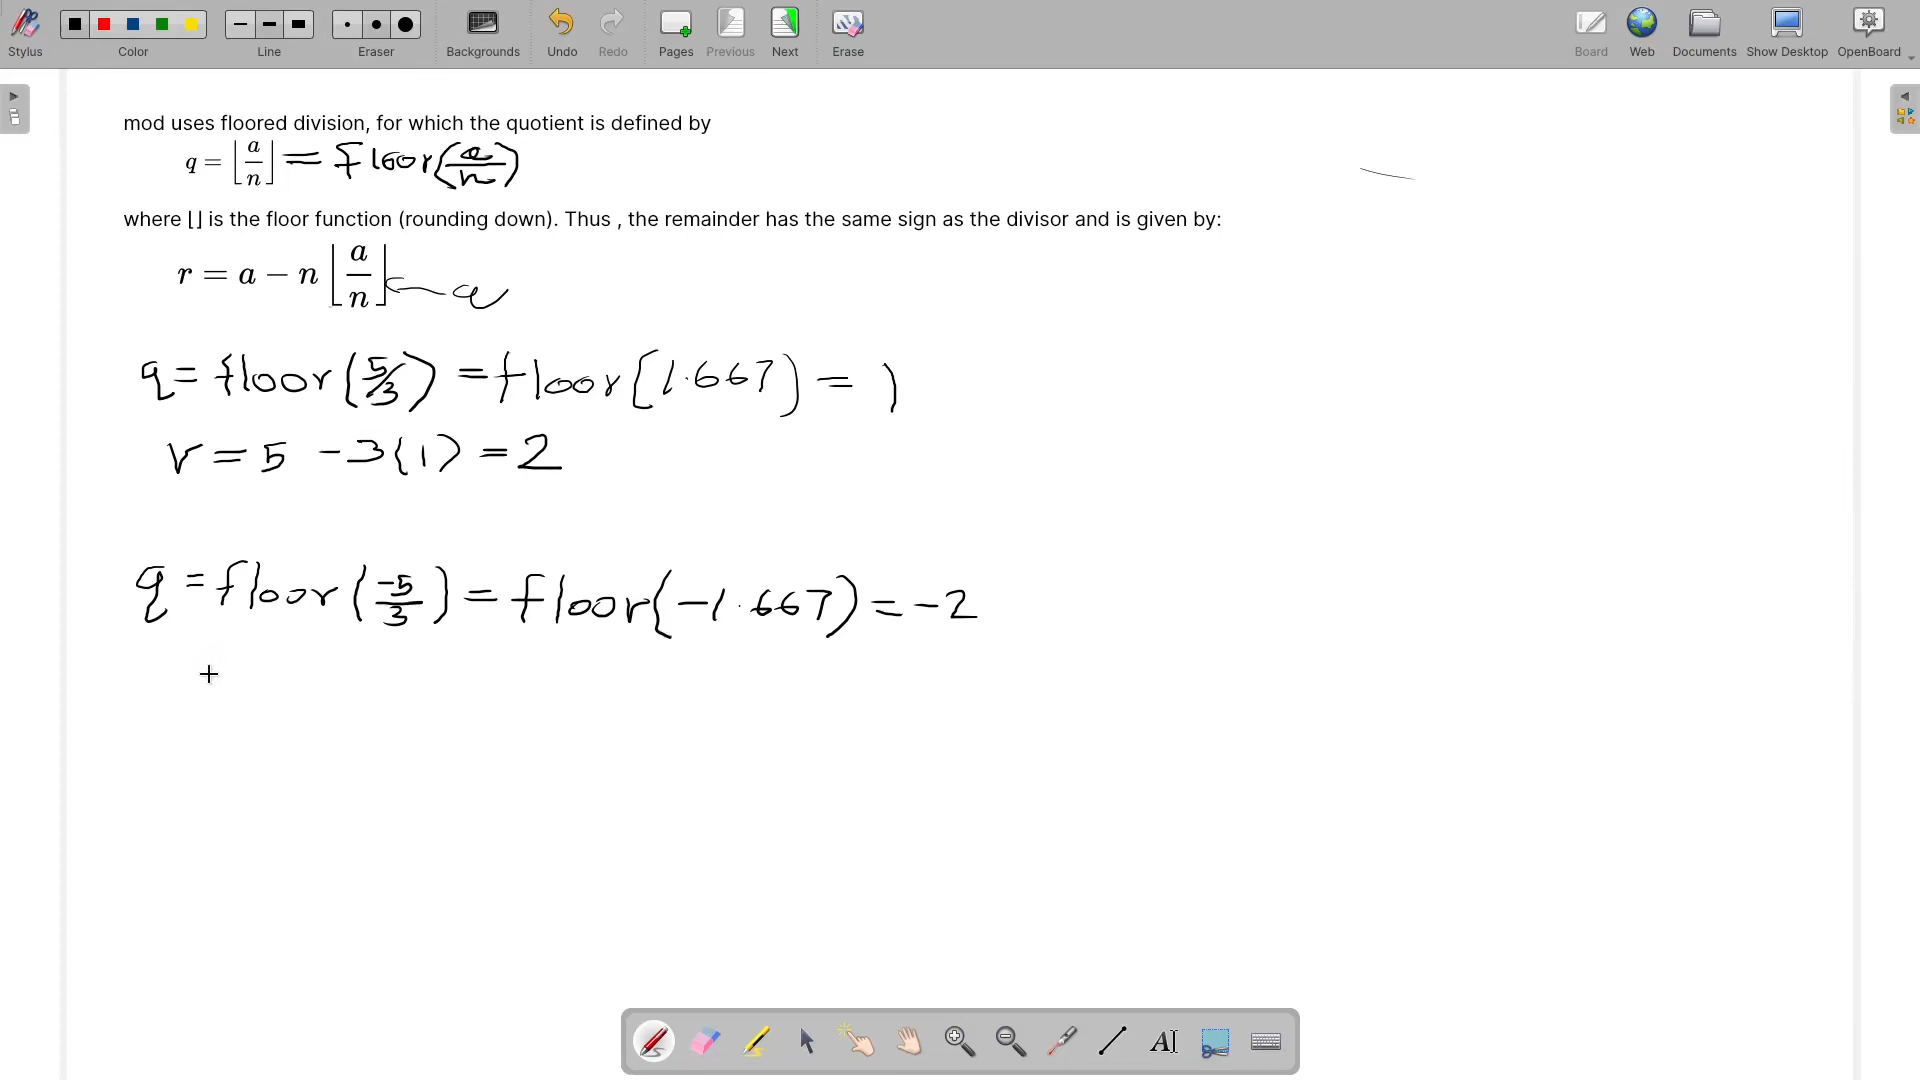 Stylus Color Line Eraser Backgrounds Undo Redo Pages Previous Next Erase Board Web Documents Show Desktop OpenBoard
mod uses floored division, for which the quotient is defined by
q = ⌊a/n⌋ = Floor(a/n)
where ⌊⌋ is the floor function (rounding down). Thus , the remainder has the same sign as the divisor and is given by:
r = a − n ⌊a/n⌋ ← q
q = floor(5/3) = floor(1.667) = 1
r = 5 - 3(1) = 2
q = floor(-5/3) = floor(-1.667) = -2